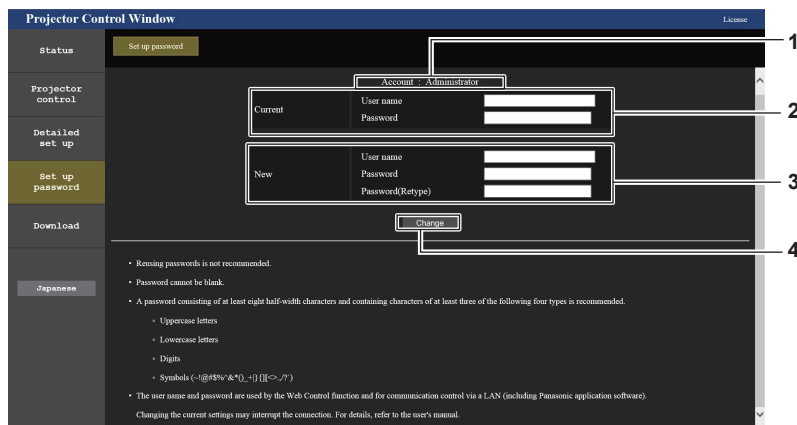 Projector Control Window
License
Status
Set up password
1
Account : Administrator
Projector
control
Current
User name
Password
2
Detailed
set up
New
User name
Password
Password(Retype)
3
Set up
password
Download
Change
4
Japanese
• Reusing passwords is not recommended.
• Password cannot be blank.
• A password consisting of at least eight half-width characters and containing characters of at least three of the following four types is recommended.
Uppercase letters
Lowercase letters
Digits
Symbols (~!@#$%^&*()_+|}{][<>.,/?`)
• The user name and password are used by the Web Control function and for communication control via a LAN (including Panasonic application software).
Changing the current settings may interrupt the connection. For details, refer to the user's manual.